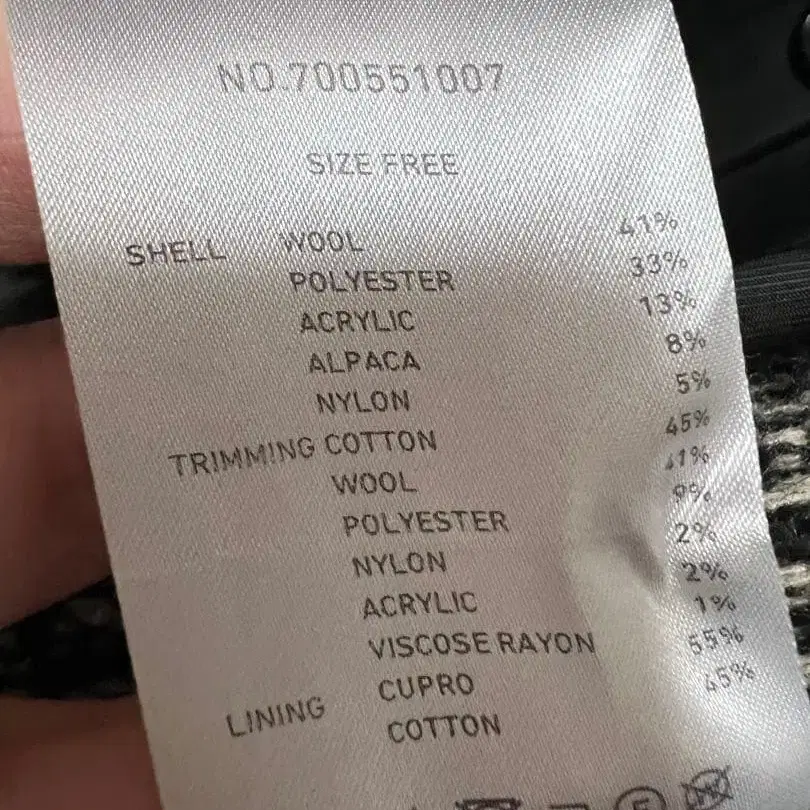 NO.700551007
SIZE FREE
SHELL WOOL 41%
POLYESTER 33%
ACRYLIC 13%
ALPACA 8%
NYLON 5%
TRIMMING COTTON 45%
WOOL 41%
POLYESTER 9%
NYLON 2%
ACRYLIC 2%
VISCOSE RAYON 1%
LINING CUPRO 55%
COTTON 45%